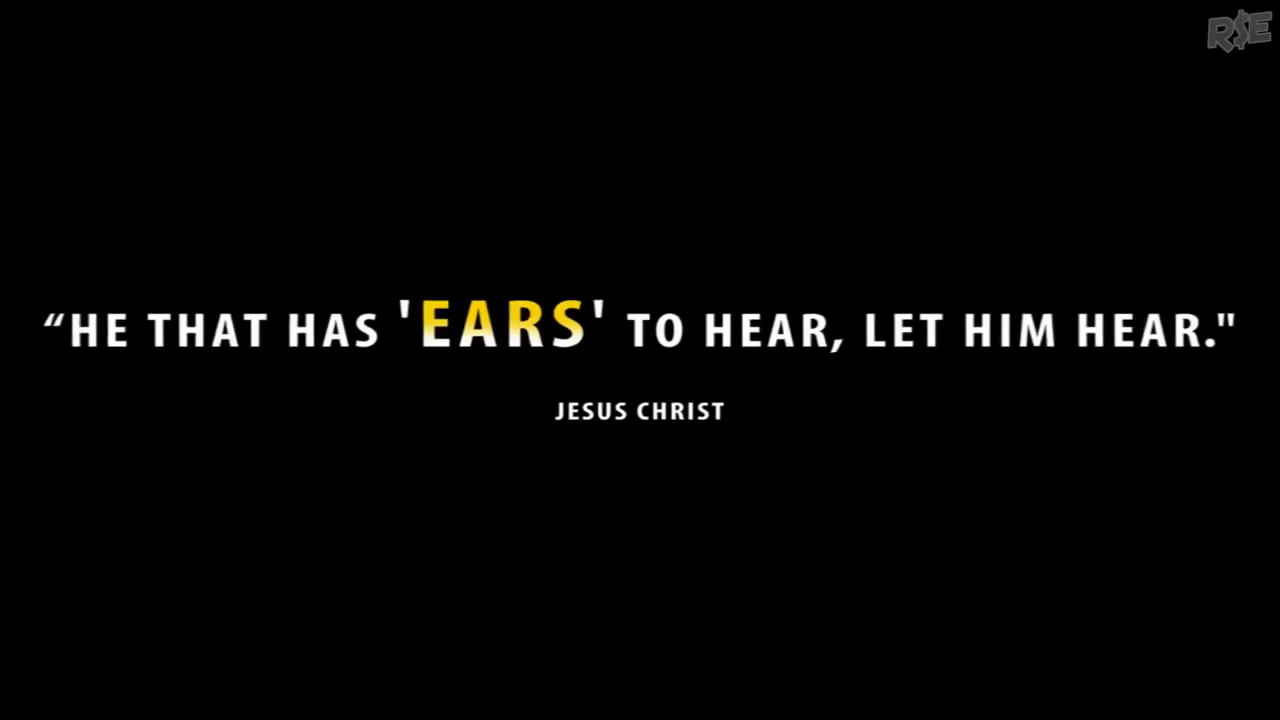 R$E
“HE THAT HAS 'EARS' TO HEAR, LET HIM HEAR."
JESUS CHRIST